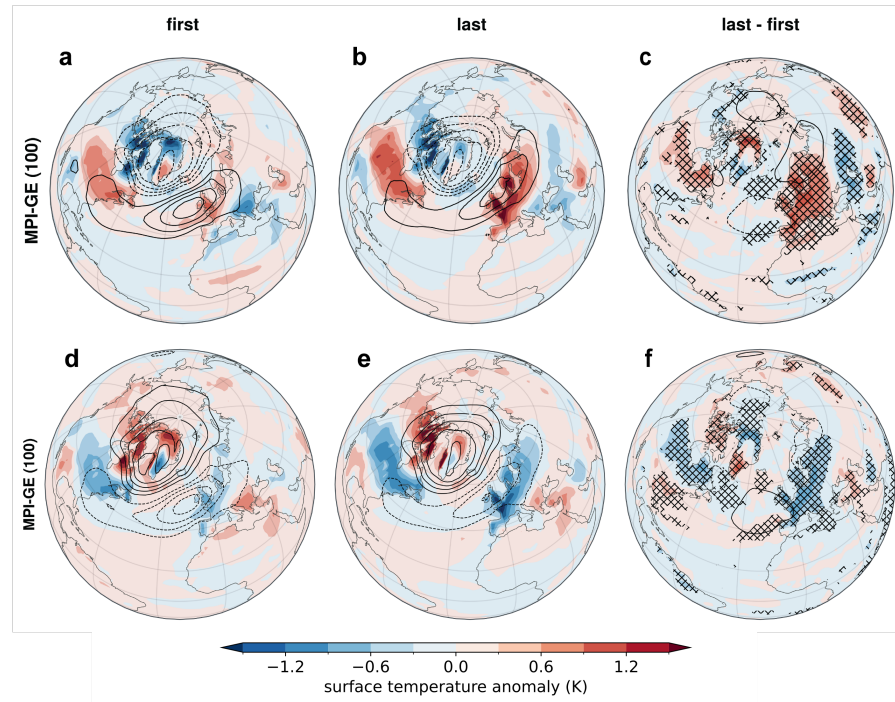 first
last
last - first
a
b
c
MPI-GE (100)
d
e
f
MPI-GE (100)
−1.2
−0.6
0.0
0.6
1.2
surface temperature anomaly (K)